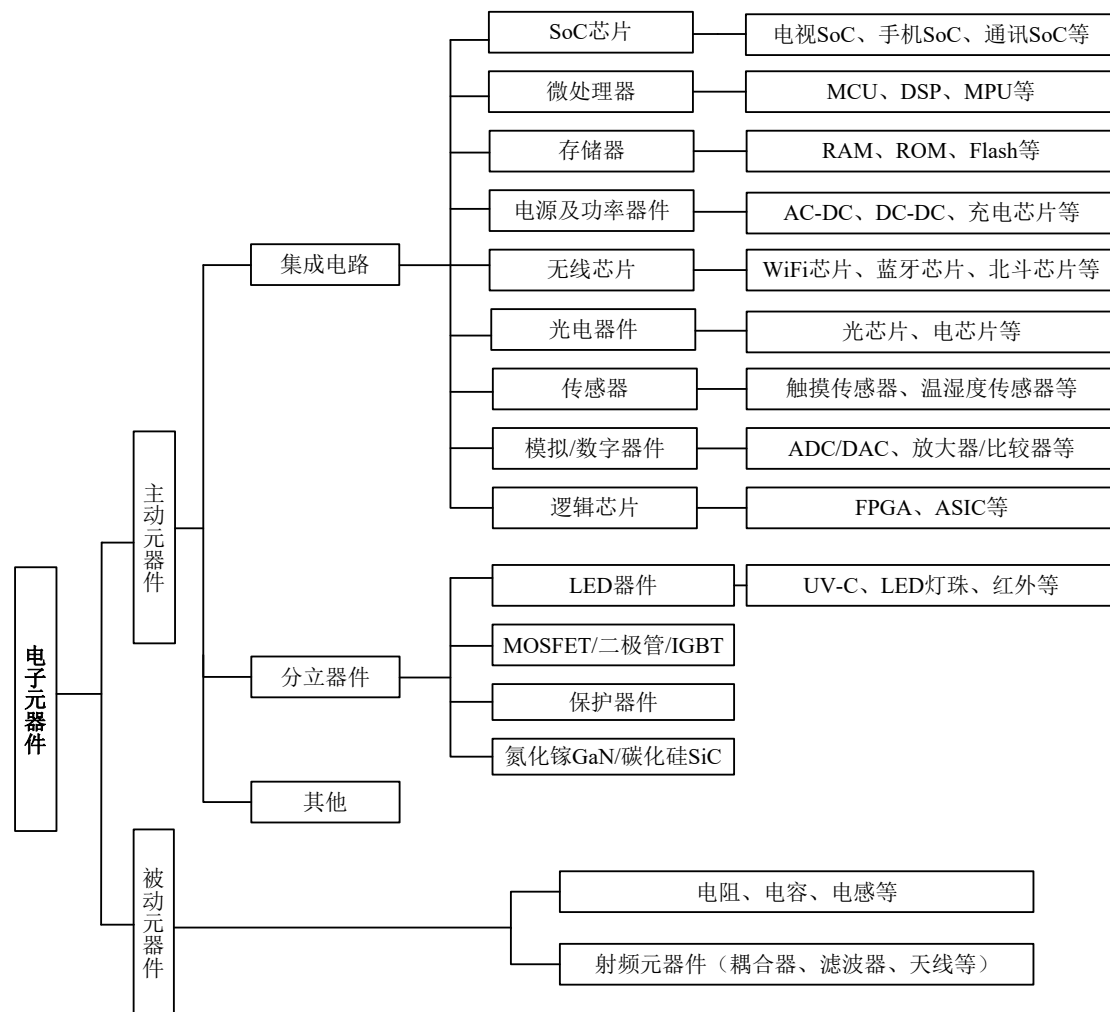 SoC芯片
电视SoC、手机SoC、通讯SoC等
微处理器
MCU、DSP、MPU等
存储器
RAM、ROM、Flash等
电源及功率器件
AC-DC、DC-DC、充电芯片等
集成电路
无线芯片
WiFi芯片、蓝牙芯片、北斗芯片等
光电器件
光芯片、电芯片等
传感器
触摸传感器、温湿度传感器等
模拟/数字器件
ADC/DAC、放大器/比较器等
逻辑芯片
FPGA、ASIC等
主动元器件
LED器件
UV-C、LED灯珠、红外等
MOSFET/二极管/IGBT
分立器件
保护器件
氮化镓GaN/碳化硅SiC
其他
电子元器件
被动元器件
电阻、电容、电感等
射频元器件（耦合器、滤波器、天线等）